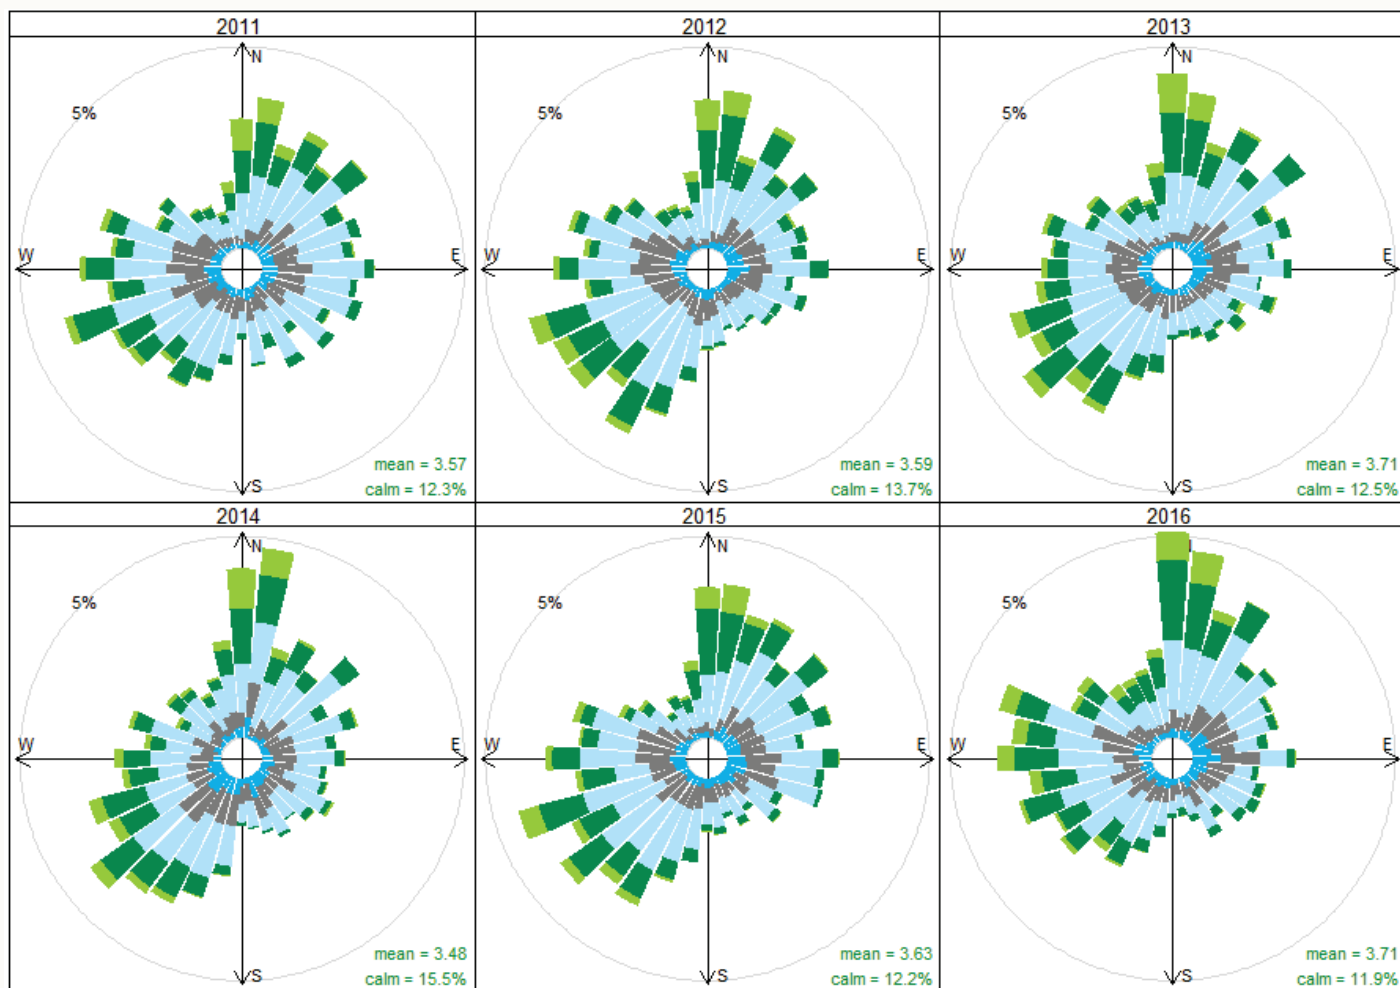 2011
N
5%
W
E
mean = 3.57
S
calm = 12.3%
2012
N
5%
W
E
mean = 3.59
S
calm = 13.7%
2013
N
5%
W
E
mean = 3.71
S
calm = 12.5%
2014
N
5%
W
E
mean = 3.48
S
calm = 15.5%
2015
N
5%
W
E
mean = 3.63
S
calm = 12.2%
2016
5%
W
E
mean = 3.71
S
calm = 11.9%